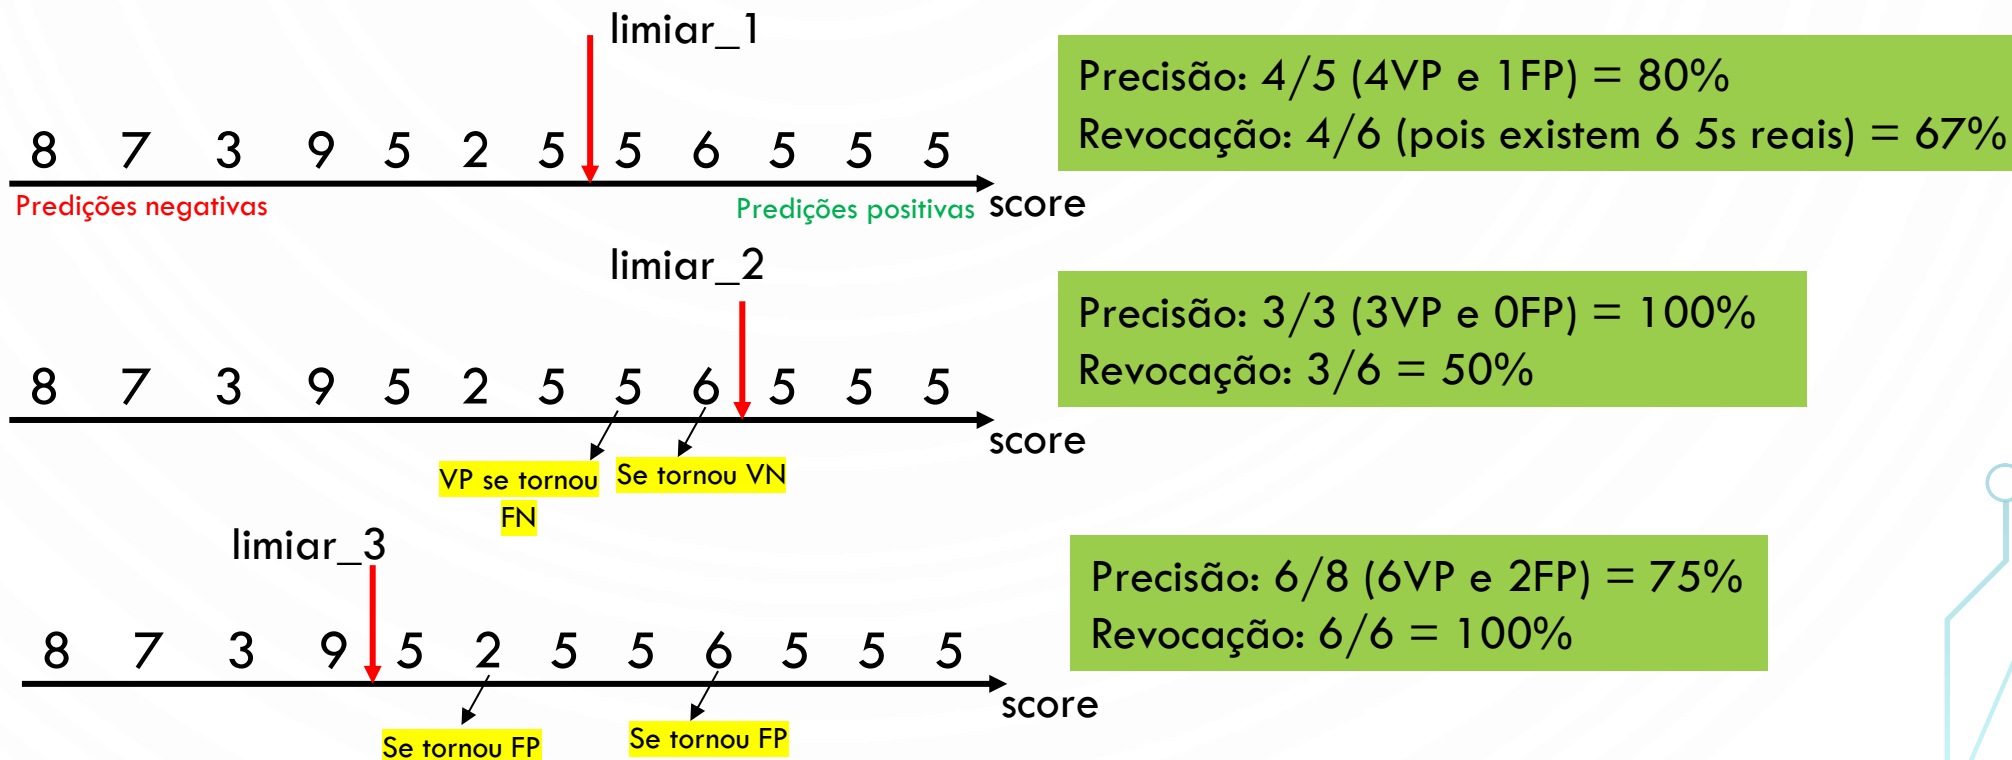 limiar_1
8 7 3 9 5 2 5 5 6 5 5 5
Predições negativas
Predições positivas
score
Precisão: 4/5 (4VP e 1FP) = 80%
Revocação: 4/6 (pois existem 6 5s reais) = 67%
limiar_2
8 7 3 9 5 2 5 5 6 5 5 5
score
VP se tornou
FN
Se tornou VN
Precisão: 3/3 (3VP e 0FP) = 100%
Revocação: 3/6 = 50%
limiar_3
8 7 3 9 5 2 5 5 6 5 5 5
score
Se tornou FP
Se tornou FP
Precisão: 6/8 (6VP e 2FP) = 75%
Revocação: 6/6 = 100%